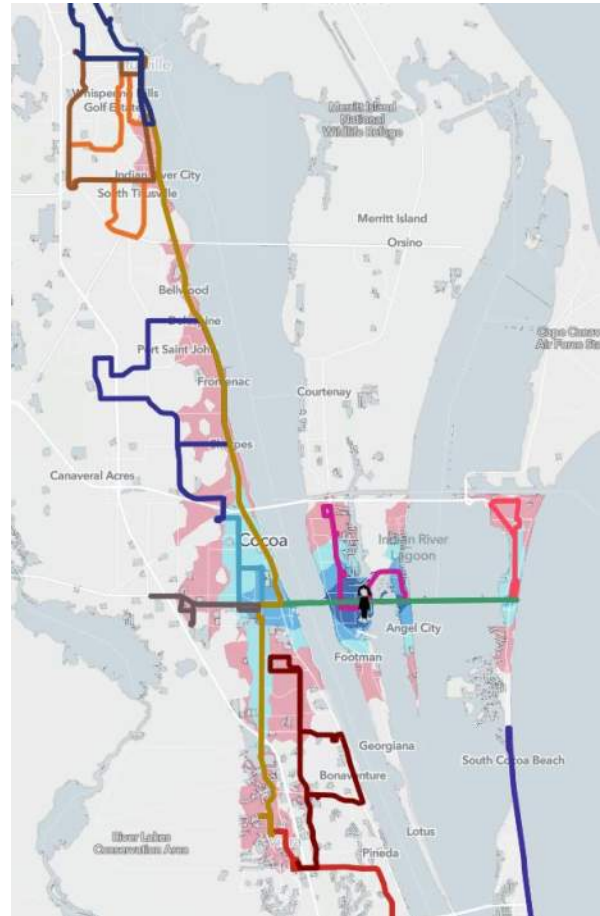 Whispering Hills
Golf Estate
Merritt Island
National
Wildlife Refuge
Indian River City
South Titusville
Merritt Island
Orsino
Bellwood
Port Saint John
Frontenac
Courtenay
Sharpes
Canaveral Acres
Cocoa
Indian River
Lagoon
Angel City
Footman
Georgiana
South Cocoa Beach
Bonaventure
Lotus
River Lakes
Conservation Area
Pineda